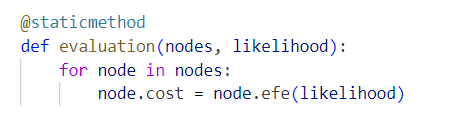 @staticmethod
def evaluation(nodes, likelihood):
    for node in nodes:
        node.cost = node.efe(likelihood)